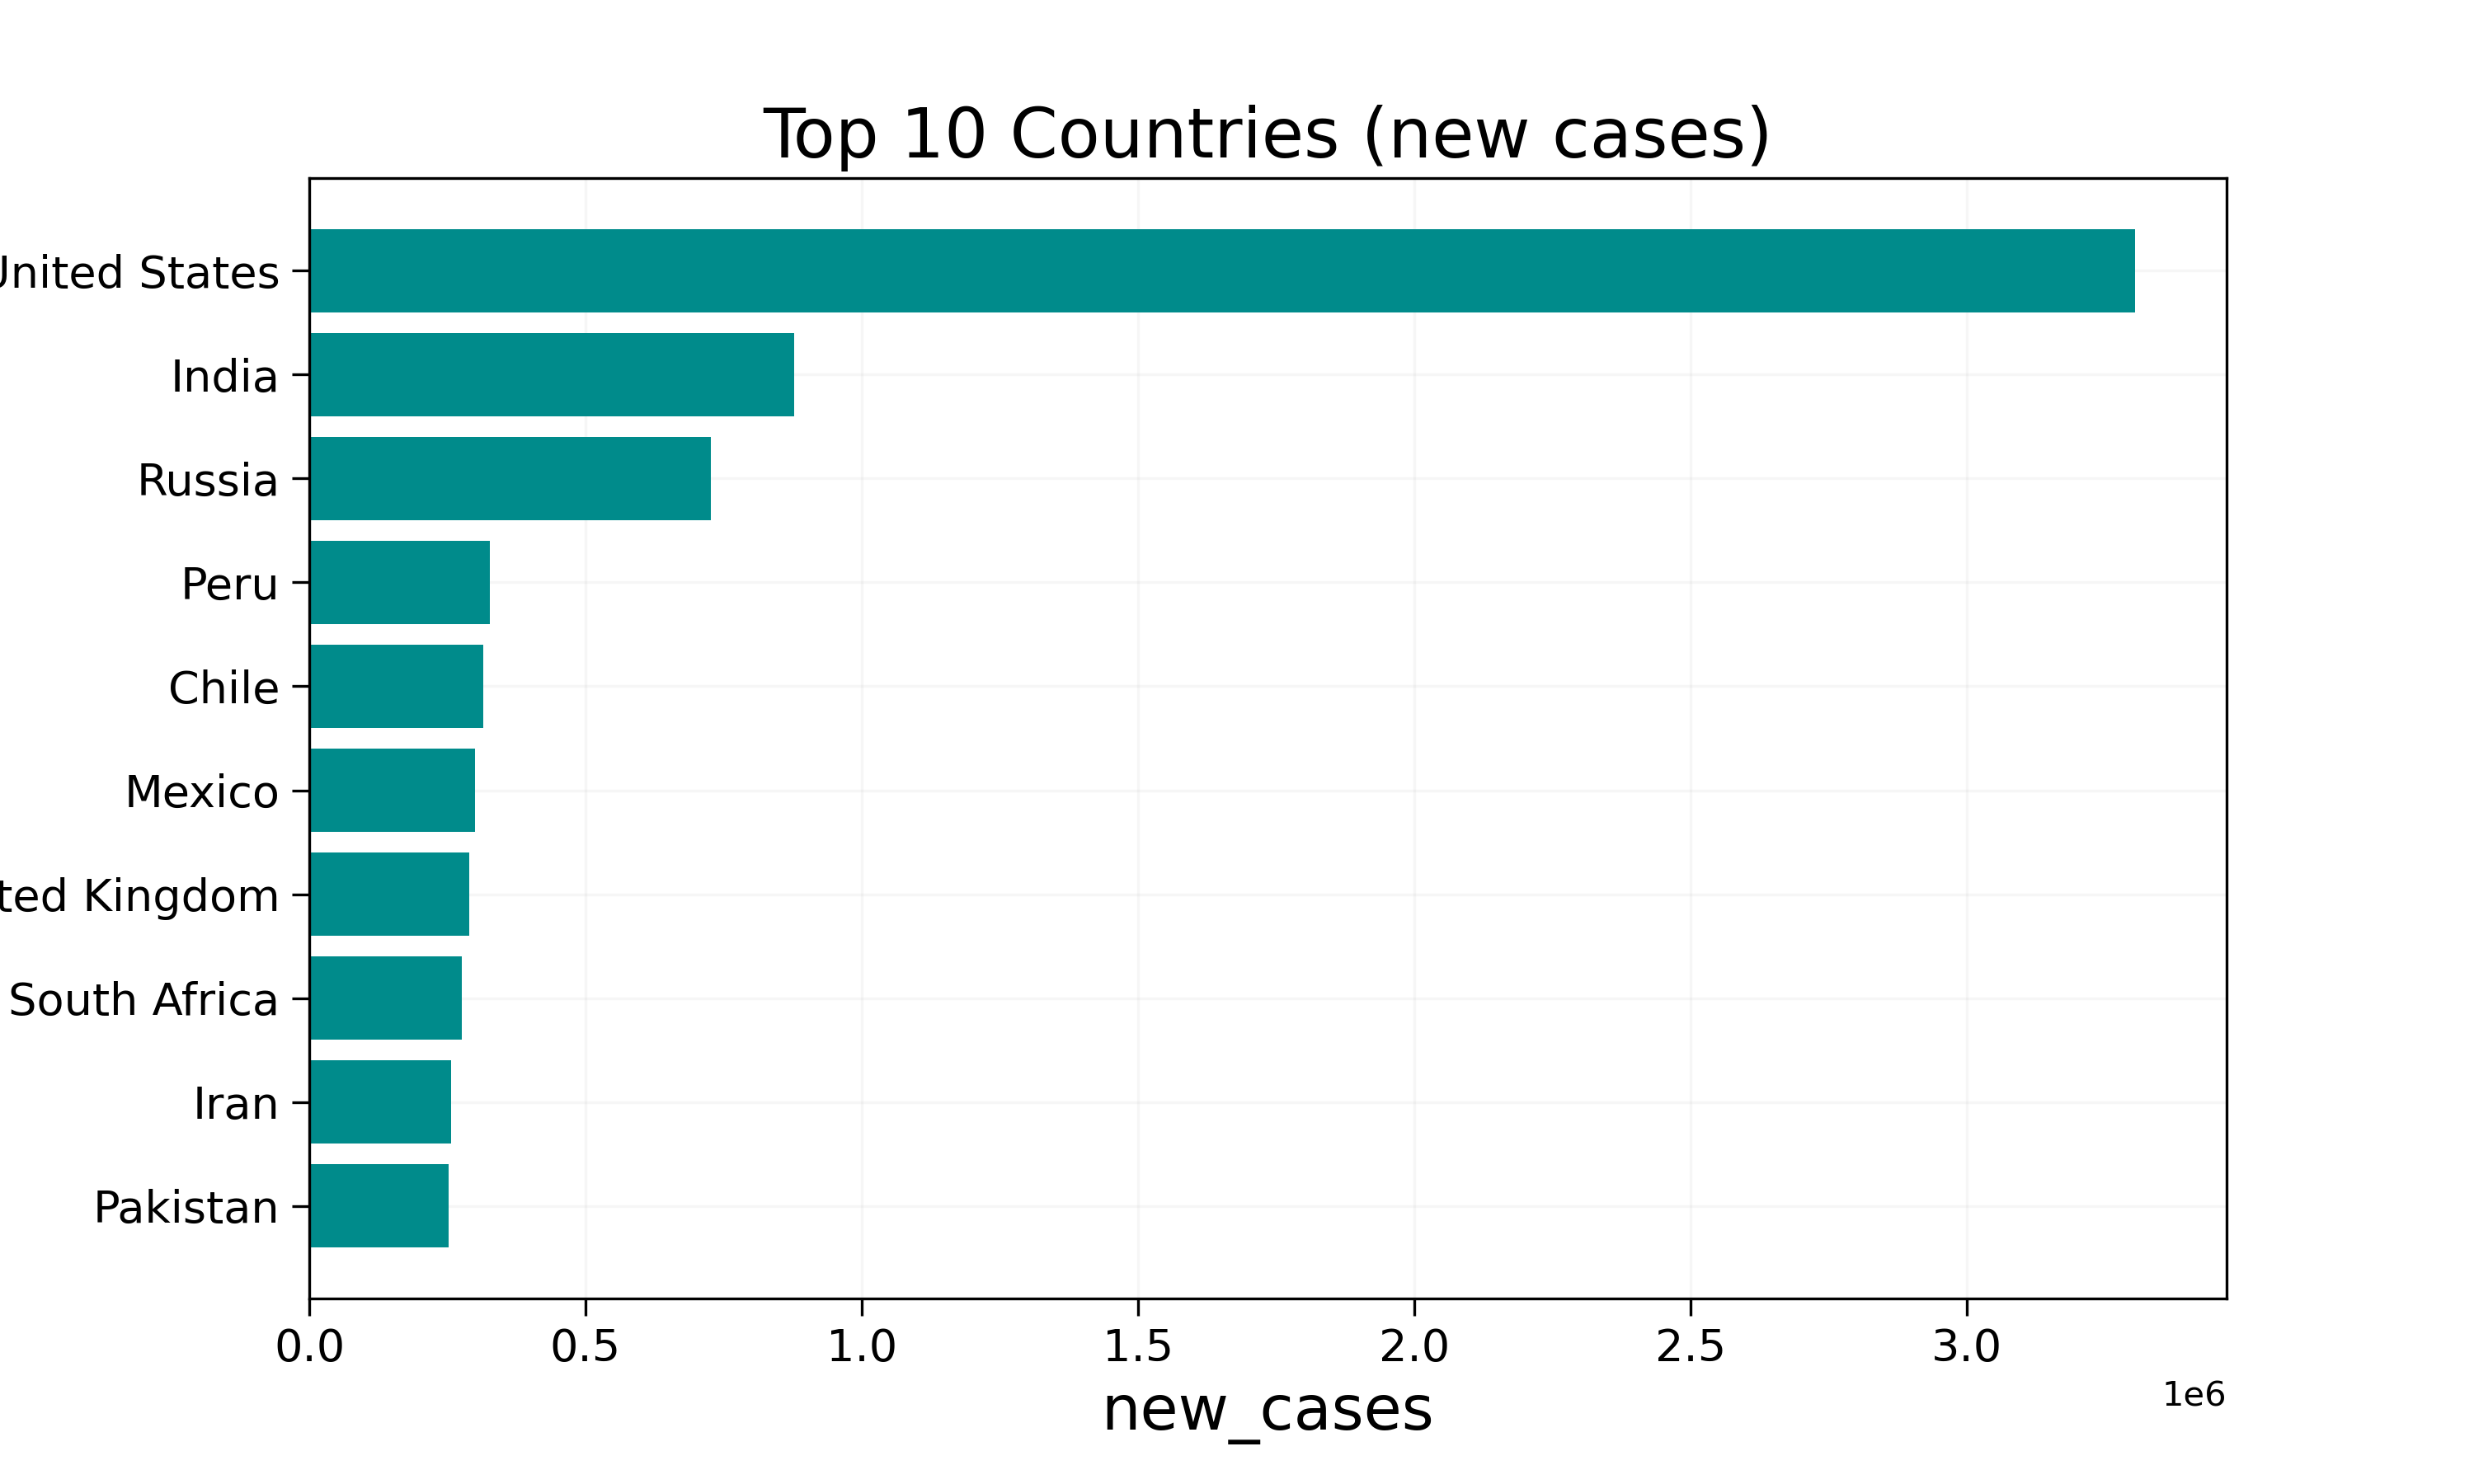 Top 10 Countries (new cases)
United States
India
Russia
Peru
Chile
Mexico
ted Kingdom
South Africa
Iran
Pakistan
0.0 0.5 1.0 1.5 2.0 2.5 3.0
1e6
new_cases